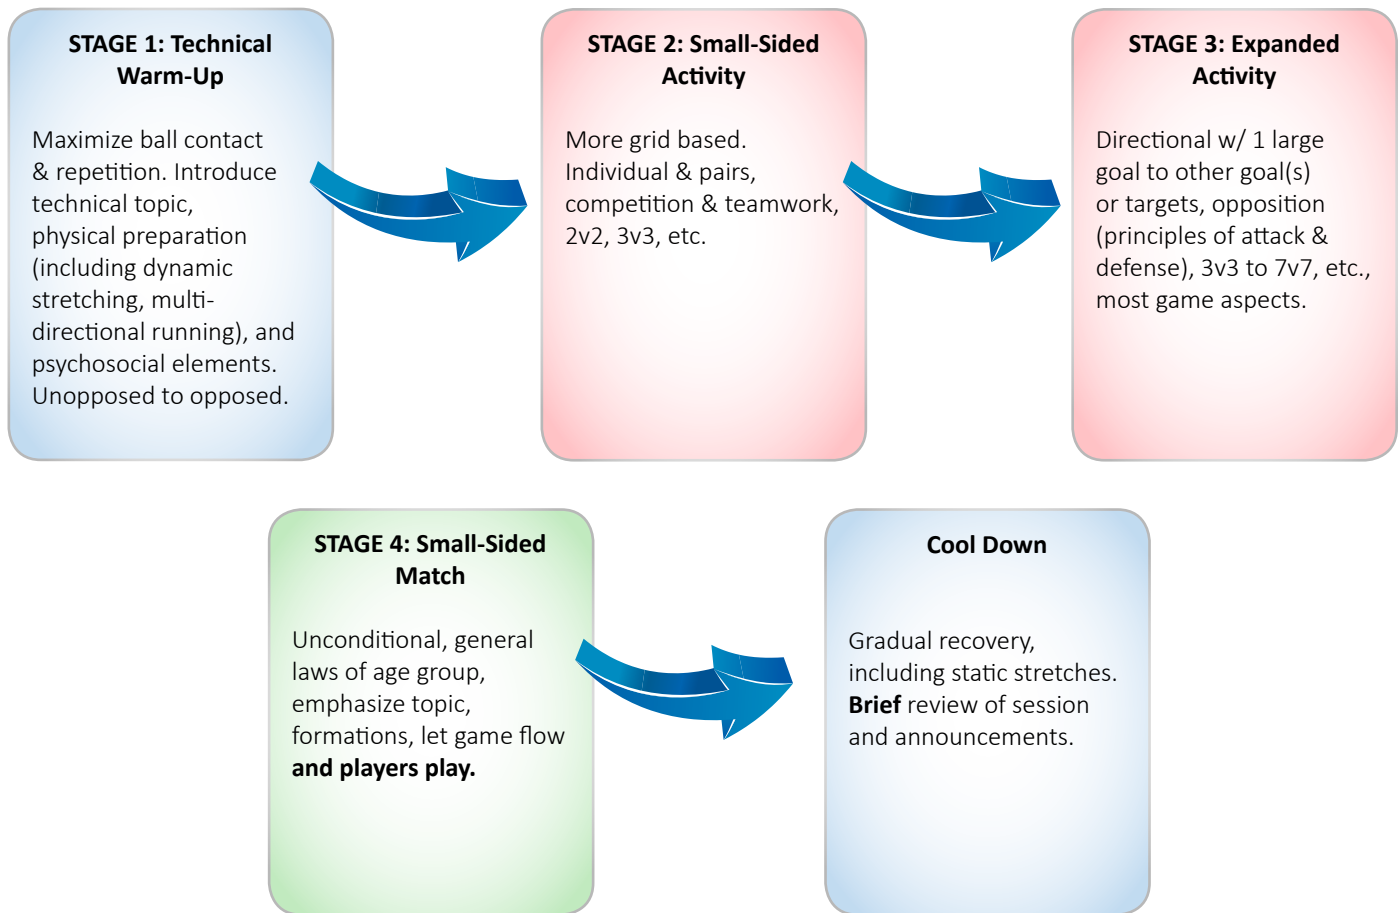 STAGE 1: Technical
Warm-Up
Maximize ball contact
& repetition. Introduce
technical topic,
physical preparation
(including dynamic
stretching, multi-
directional running), and
psychosocial elements.
Unopposed to opposed.
STAGE 2: Small-Sided
Activity
More grid based.
Individual & pairs,
competition & teamwork,
2v2, 3v3, etc.
STAGE 3: Expanded
Activity
Directional w/ 1 large
goal to other goal(s)
or targets, opposition
(principles of attack &
defense), 3v3 to 7v7, etc.,
most game aspects.
STAGE 4: Small-Sided
Match
Unconditional, general
laws of age group,
emphasize topic,
formations, let game flow
and players play.
Cool Down
Gradual recovery,
including static stretches.
Brief review of session
and announcements.